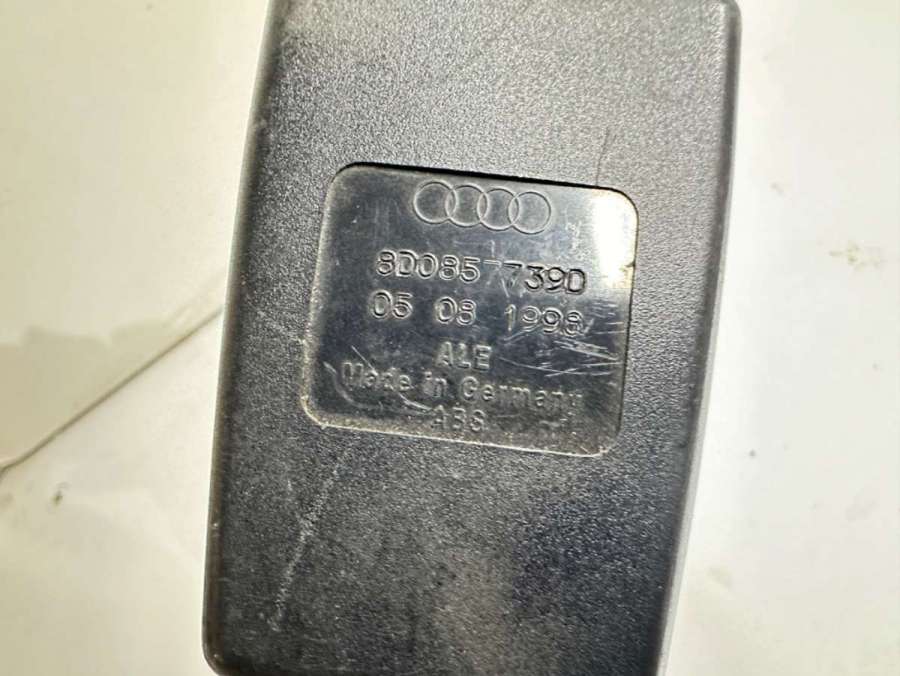 8D0857739D
05 08 1996
ALE
Made in Germany
ABS